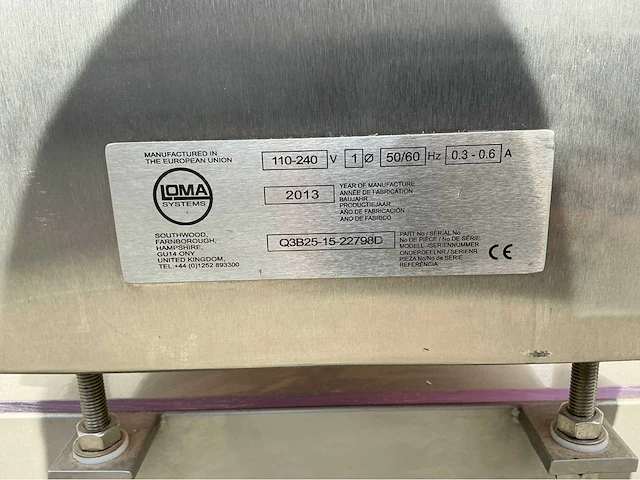 MANUFACTURED IN
THE EUROPEAN UNION
110-240 V 1 Ø 50/60 Hz 0.3 - 0.6 A
LOMA
SYSTEMS
2013
YEAR OF MANUFACTURE
ANNÉE DE FABRICATION
BAUJAHR
PRODUCTIEJAAR
AÑO DE FABRICACIÓN
ANO DE FABRICO
SOUTHWOOD,
FARNBOROUGH,
HAMPSHIRE,
GU14 ONY
UNITED KINGDOM,
TEL:+44 (0)1252 893300
Q3B25-15-22798D
PART No / SERIAL No
No DE PIÈCE / No DE SÉRIE
MODELL-/SERIENNUMMER
ONDERDEELNR./SERIENR
PIEZA No/No de SÉRIE
REFERÊNCIA
CE